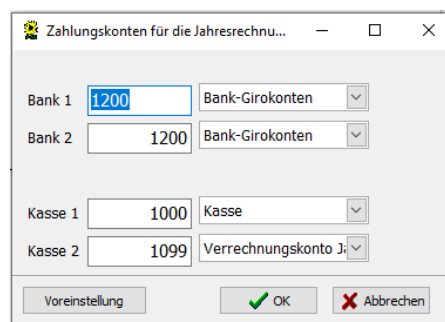 Zahlungskonten für die Jahresrechnu...
Bank 1 1200 Bank-Girokonten
Bank 2 1200 Bank-Girokonten
Kasse 1 1000 Kasse
Kasse 2 1099 Verrechnungskonto Ja
Voreinstellung OK Abbrechen